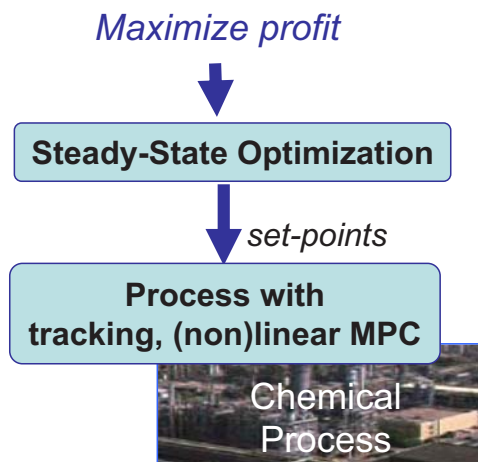 Maximize profit
Steady-State Optimization
set-points
Process with
tracking, (non)linear MPC
Chemical
Process